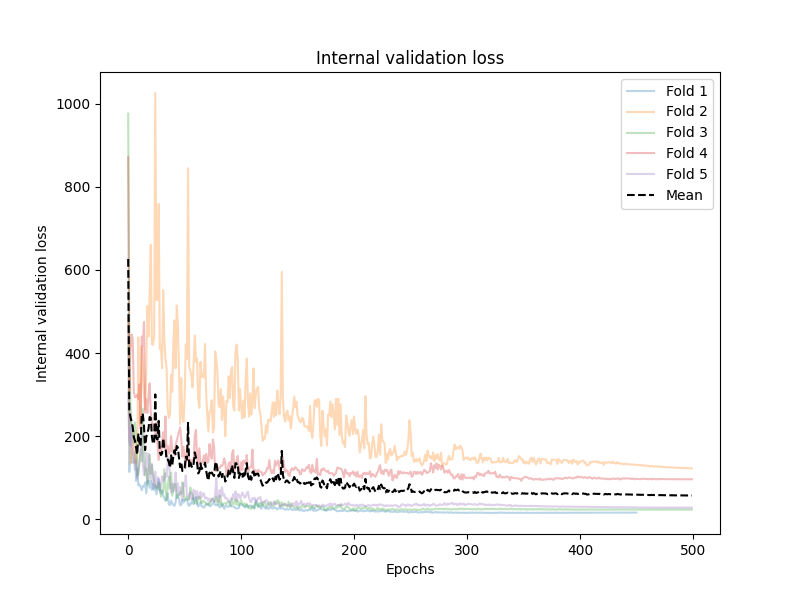 Internal validation loss
Internal validation loss
1000
800
600
400
200
0
0
100
200
300
400
500
Epochs
Fold 1
Fold 2
Fold 3
Fold 4
Fold 5
Mean